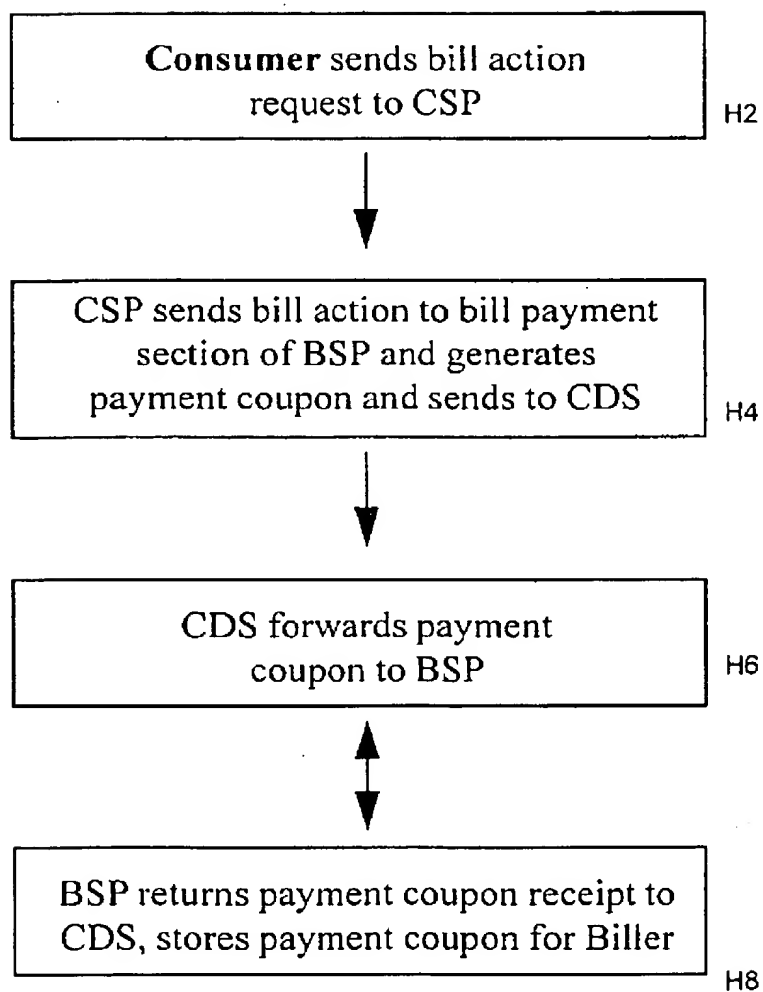 Consumer sends bill action
request to CSP
H2
CSP sends bill action to bill payment
section of BSP and generates
payment coupon and sends to CDS
H4
CDS forwards payment
coupon to BSP
H6
BSP returns payment coupon receipt to
CDS, stores payment coupon for Biller
H8